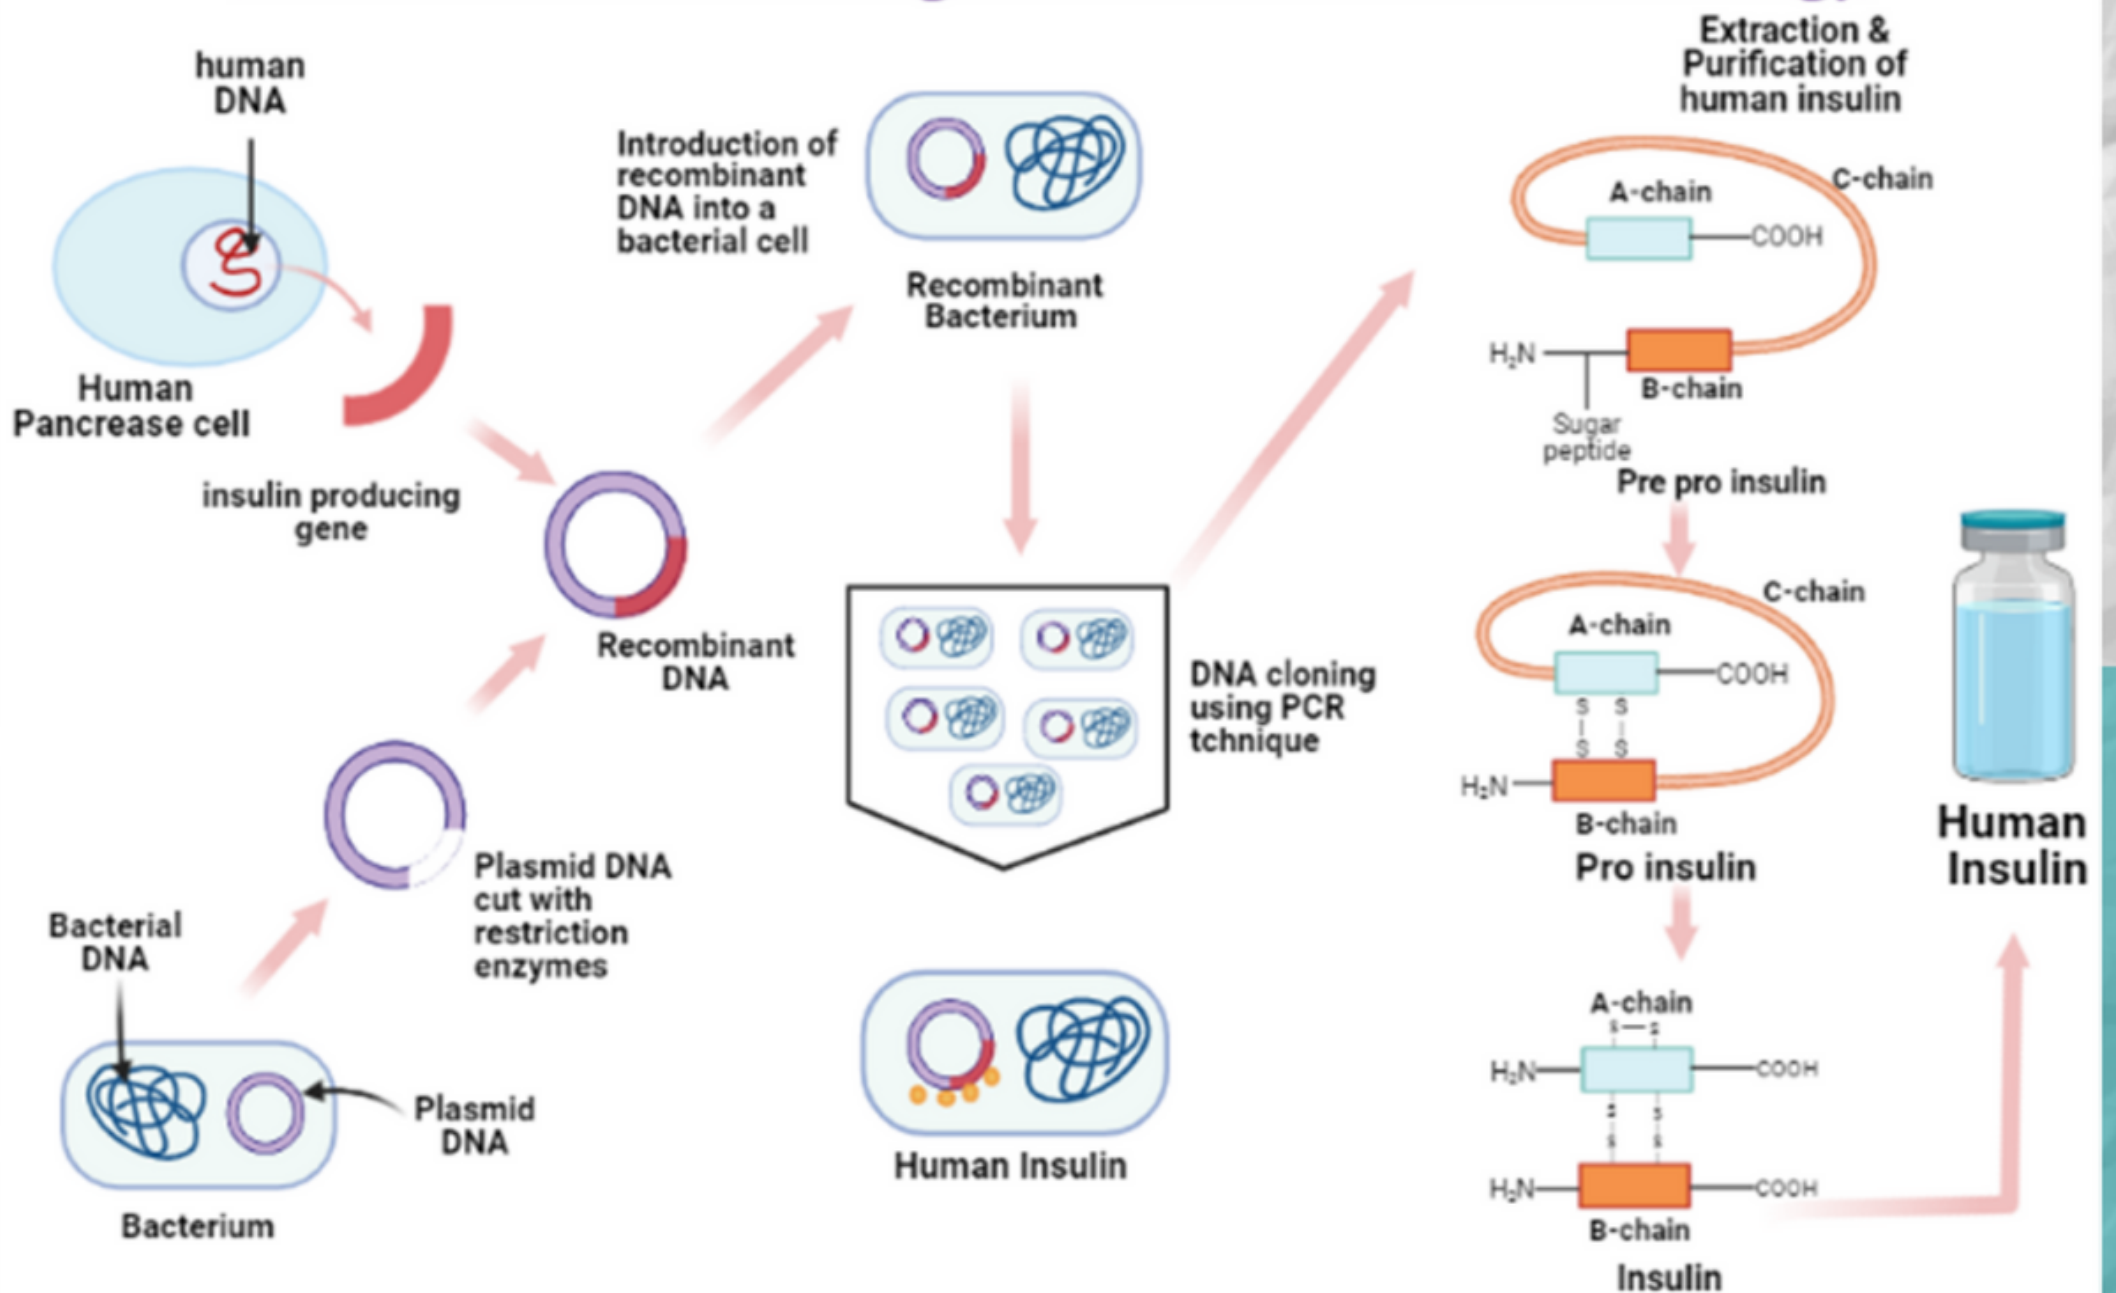 human
DNA
Human
Pancrease cell
insulin producing
gene
Recombinant
DNA
Plasmid DNA
cut with
restriction
enzymes
Bacterial
DNA
Plasmid
DNA
Bacterium
Introduction of
recombinant
DNA into a
bacterial cell
Recombinant
Bacterium
DNA cloning
using PCR
tchnique
Human Insulin
Extraction &
Purification of
human insulin
A-chain
C-chain
COOH
H₂N
B-chain
Sugar
peptide
Pre pro insulin
C-chain
A-chain
COOH
S S
S S
H₂N
B-chain
Pro insulin
A-chain
s s
H₂N
COOH
s s
s s
H₂N
COOH
B-chain
Insulin
Human
Insulin